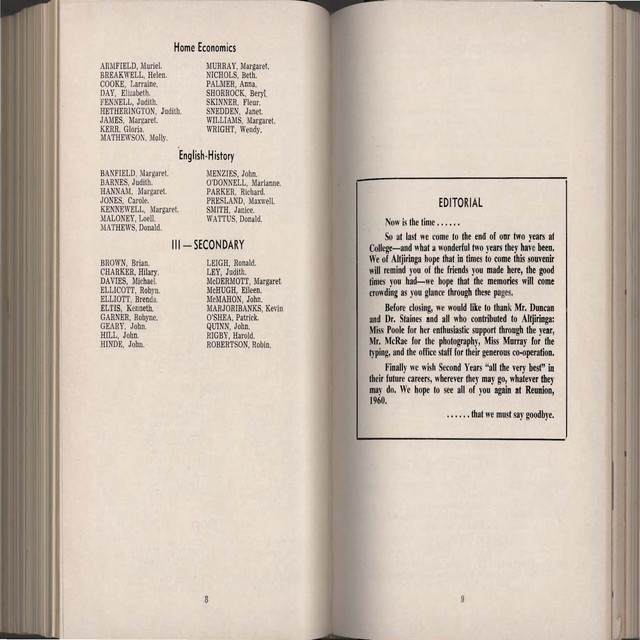 Home Economics
ARMFIELD, Muriel.
BREAKWELL, Helen.
COOKE, Larraine.
DAY, Elizabeth.
FENNELL, Judith.
HETHERINGTON, Judith.
JAMES, Margaret.
KERR, Gloria.
MATHEWSON, Molly.
MURRAY, Margaret.
NICHOLS, Beth.
PALMER, Anna.
SHORROCK, Beryl.
SKINNER, Fleur.
SNEDDEN, Janet.
WILLIAMS, Margaret.
WRIGHT, Wendy.
English-History
BANFIELD, Margaret.
BARNES, Judith.
HANNAM, Margaret.
JONES, Carole.
KENNEWELL, Margaret.
MALONEY, Loell.
MATHEWS, Donald.
MENZIES, John.
O'DONNELL, Marianne.
PARKER, Richard.
PRESLAND, Maxwell.
SMITH, Janice.
WATTUS, Donald.
III — SECONDARY
BROWN, Brian.
CHARKER, Hilary.
DAVIES, Michael.
ELLICOTT, Robyn.
ELLIOTT, Brenda.
ELTIS, Kenneth.
GARNER, Robyne.
GEARY, John.
HILL, John.
HINDE, John.
LEIGH, Ronald.
LEY, Judith.
McDERMOTT, Margaret
McHUGH, Eileen.
McMAHON, John.
MARJORIBANKS, Kevin
O'SHEA, Patrick.
QUINN, John.
RIGBY, Harold.
ROBERTSON, Robin.
8
EDITORIAL
Now is the time . . . . . .
So at last we come to the end of our two years at
College—and what a wonderful two years they have been.
We of Altjiringa hope that in times to come this souvenir
will remind you of the friends you made here, the good
times you had—we hope that the memories will come
crowding as you glance through these pages.
Before closing, we would like to thank Mr. Duncan
and Dr. Staines and all who contributed to Altjiringa:
Miss Poole for her enthusiastic support through the year,
Mr. McRae for the photography, Miss Murray for the
typing, and the office staff for their generous co-operation.
Finally we wish Second Years "all the very best" in
their future careers, wherever they may go, whatever they
may do. We hope to see all of you again at Reunion,
1960.
. . . . . . that we must say goodbye.
9